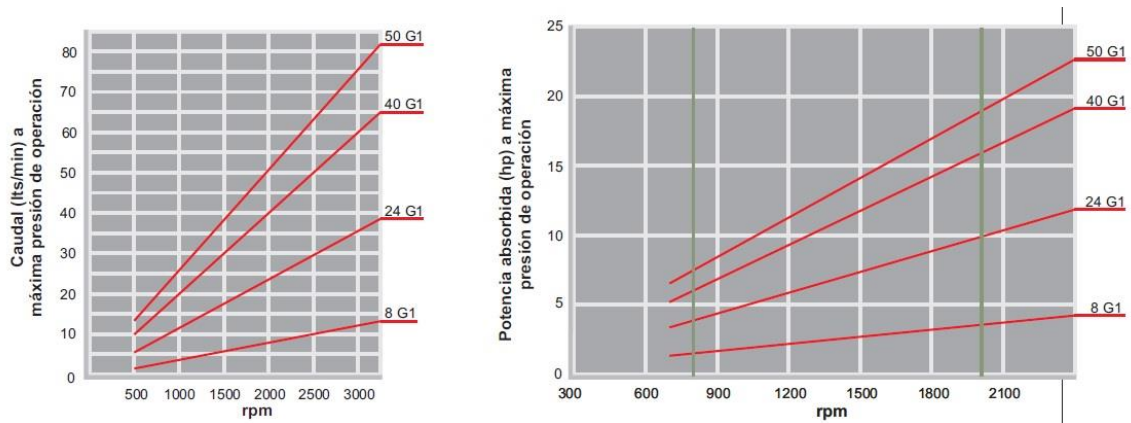 Caudal (lts/min) a
máxima presión de operación
80
70
60
50
40
30
20
10
0
500 1000 1500 2000 2500 3000
rpm
50 G1
40 G1
24 G1
8 G1
Potencia absorbida (hp) a máxima
presión de operación
25
20
15
10
5
0
300 600 900 1200 1500 1800 2100
rpm
50 G1
40 G1
24 G1
8 G1